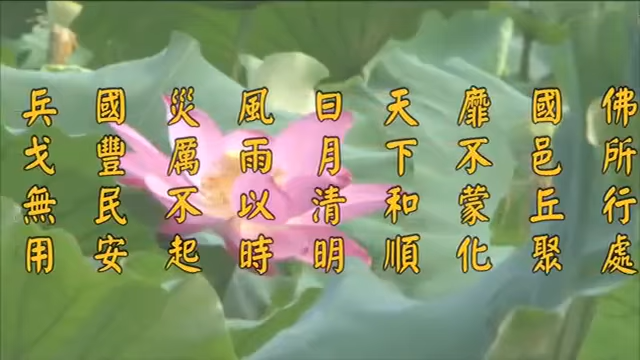 佛所行處
國邑丘聚
靡不蒙化
天下和順
日月清明
風雨以時
災厲不起
國豐民安
兵戈無用